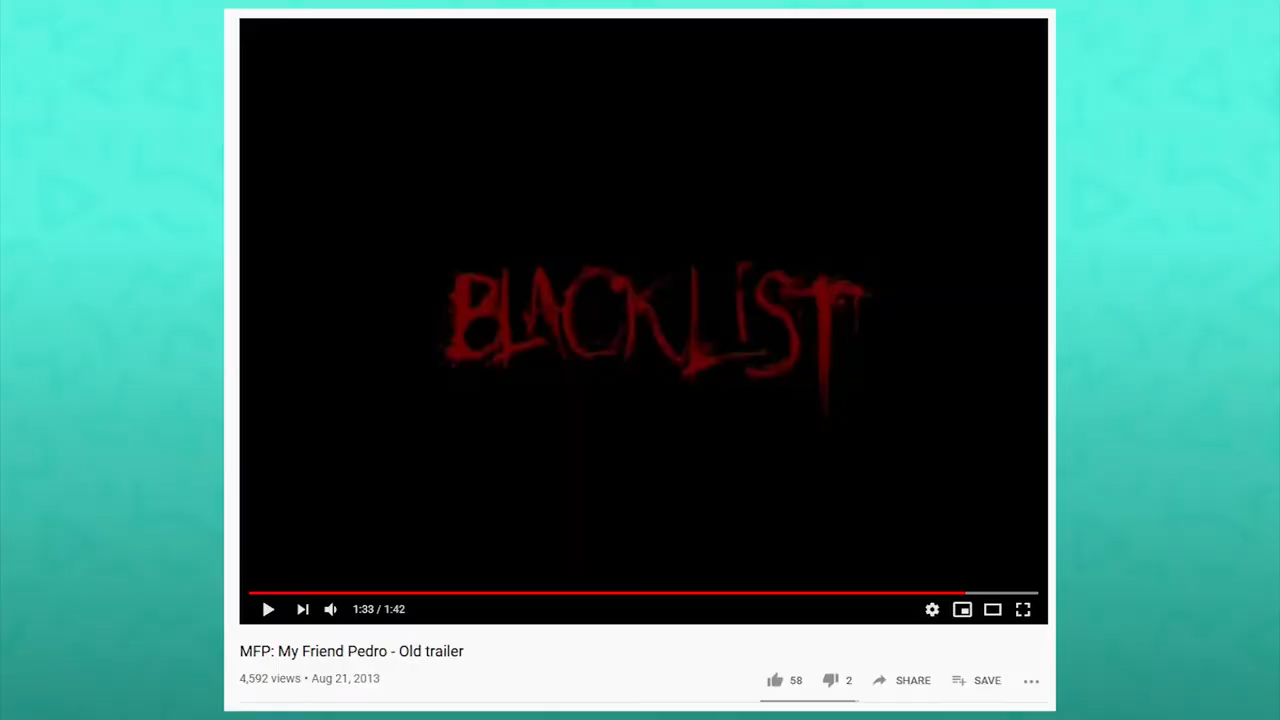 BLACKLiST
1:33 / 1:42
MFP: My Friend Pedro - Old trailer
4,592 views • Aug 21, 2013
58 2 SHARE SAVE